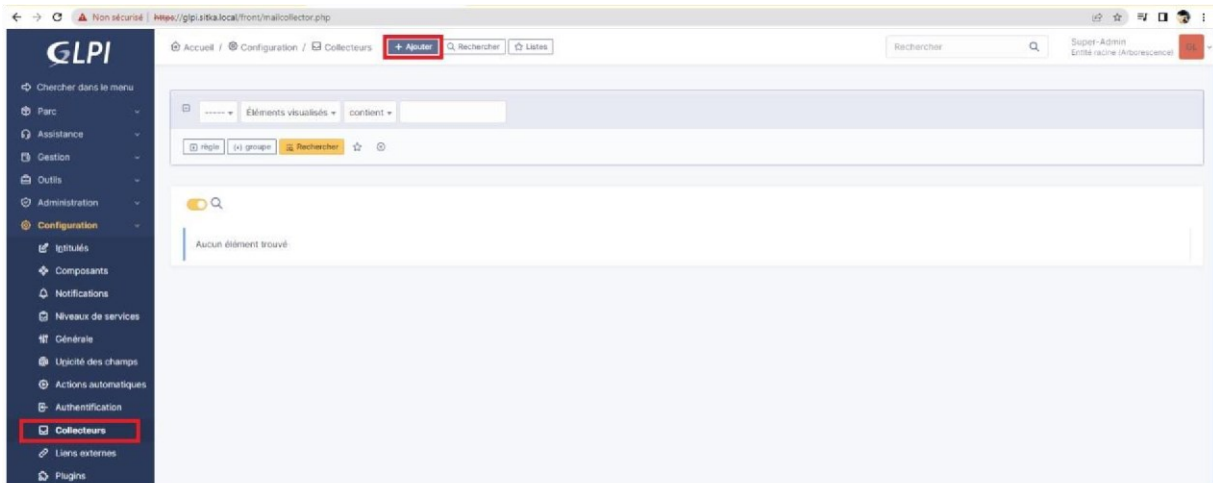 Non sécurisé | https://glpi.sitka.local/front/mailcollector.php
GLPI
Accueil / Configuration / Collecteurs + Ajouter Rechercher Listes
Rechercher
Super-Admin
Entité racine (Arborescence)
GL
Chercher dans le menu
Parc
Assistance
Gestion
Outils
Administration
Configuration
Intitulés
Composants
Notifications
Niveaux de services
Générale
Unicité des champs
Actions automatiques
Authentification
Collecteurs
Liens externes
Plugins
----- Éléments visualisés contient
règle (+) groupe Rechercher
Aucun élément trouvé